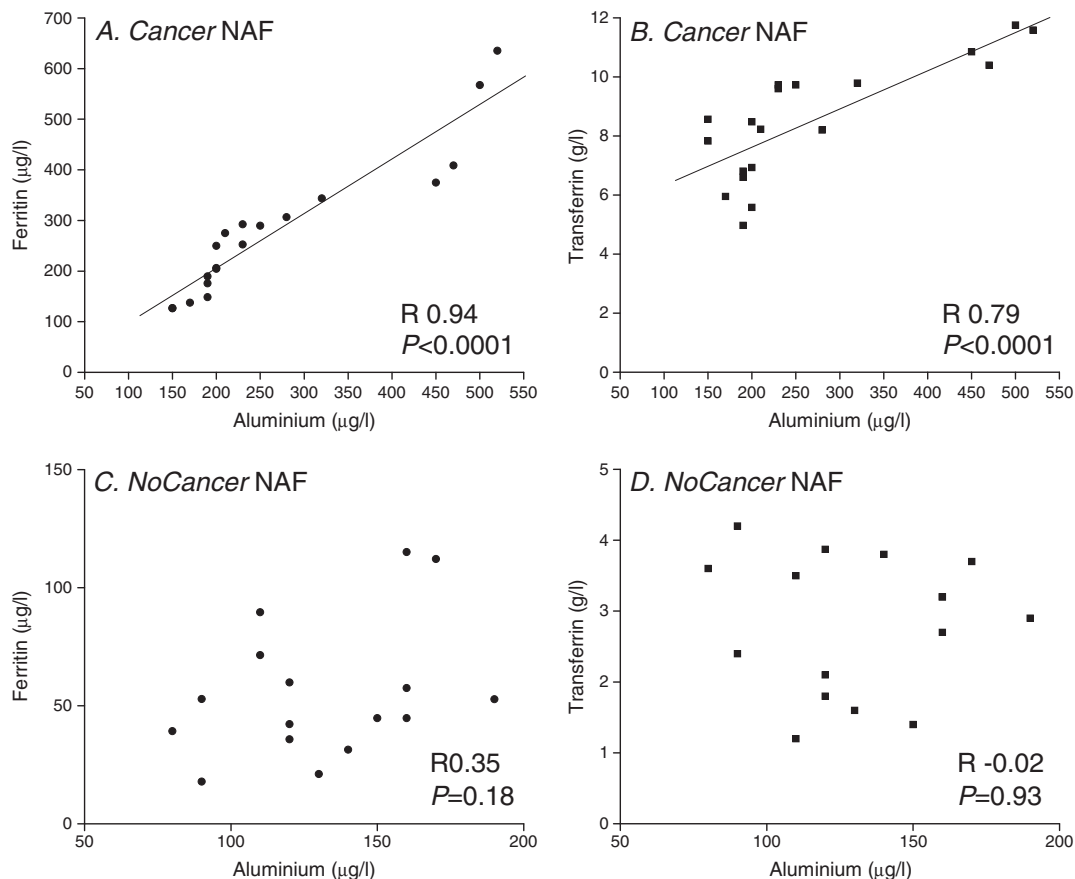 A. Cancer NAF
700
600
500
400
300
200
100
0
Ferritin (µg/l)
R 0.94
P<0.0001
50 100 150 200 250 300 350 400 450 500 550
Aluminium (µg/l)
B. Cancer NAF
12
10
8
6
4
2
0
Transferrin (g/l)
R 0.79
P<0.0001
50 100 150 200 250 300 350 400 450 500 550
Aluminium (µg/l)
C. NoCancer NAF
150
100
50
0
Ferritin (µg/l)
R0.35
P=0.18
50 100 150 200
Aluminium (µg/l)
D. NoCancer NAF
5
4
3
2
1
0
Transferrin (g/l)
R -0.02
P=0.93
50 100 150 200
Aluminium (µg/l)